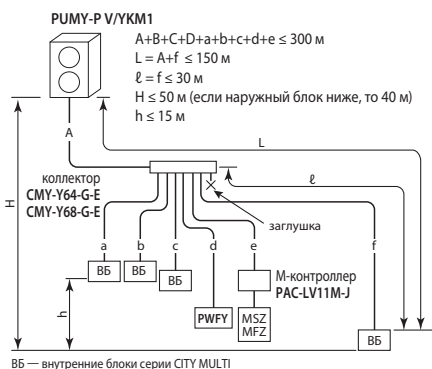 PUMY-P V/YKM1
A+B+C+D+a+b+c+d+e ≤ 300 м
L = A+f ≤ 150 м
ℓ = f ≤ 30 м
H ≤ 50 м (если наружный блок ниже, то 40 м)
h ≤ 15 м
A
L
H
коллектор
CMY-Y64-G-E
CMY-Y68-G-E
ℓ
заглушка
a
b
c
d
e
f
ВБ
ВБ
ВБ
М-контроллер
PAC-LV11M-J
h
PWFY
MSZ
MFZ
ВБ
ВБ — внутренние блоки серии CITY MULTI